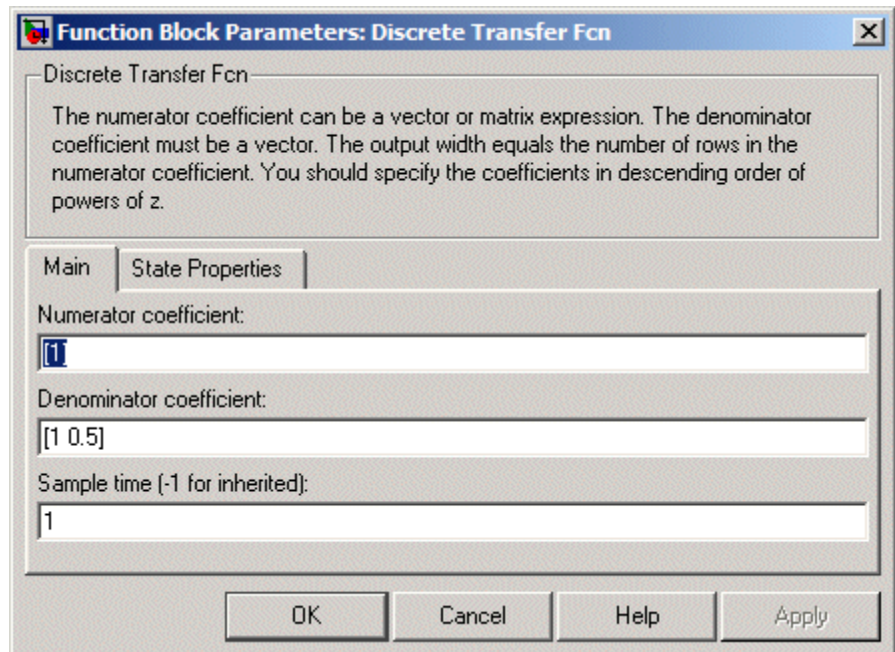 Function Block Parameters: Discrete Transfer Fcn
Discrete Transfer Fcn
The numerator coefficient can be a vector or matrix expression. The denominator
coefficient must be a vector. The output width equals the number of rows in the
numerator coefficient. You should specify the coefficients in descending order of
powers of z.
Main State Properties
Numerator coefficient:
[1]
Denominator coefficient:
[1 0.5]
Sample time (-1 for inherited):
1
OK Cancel Help Apply